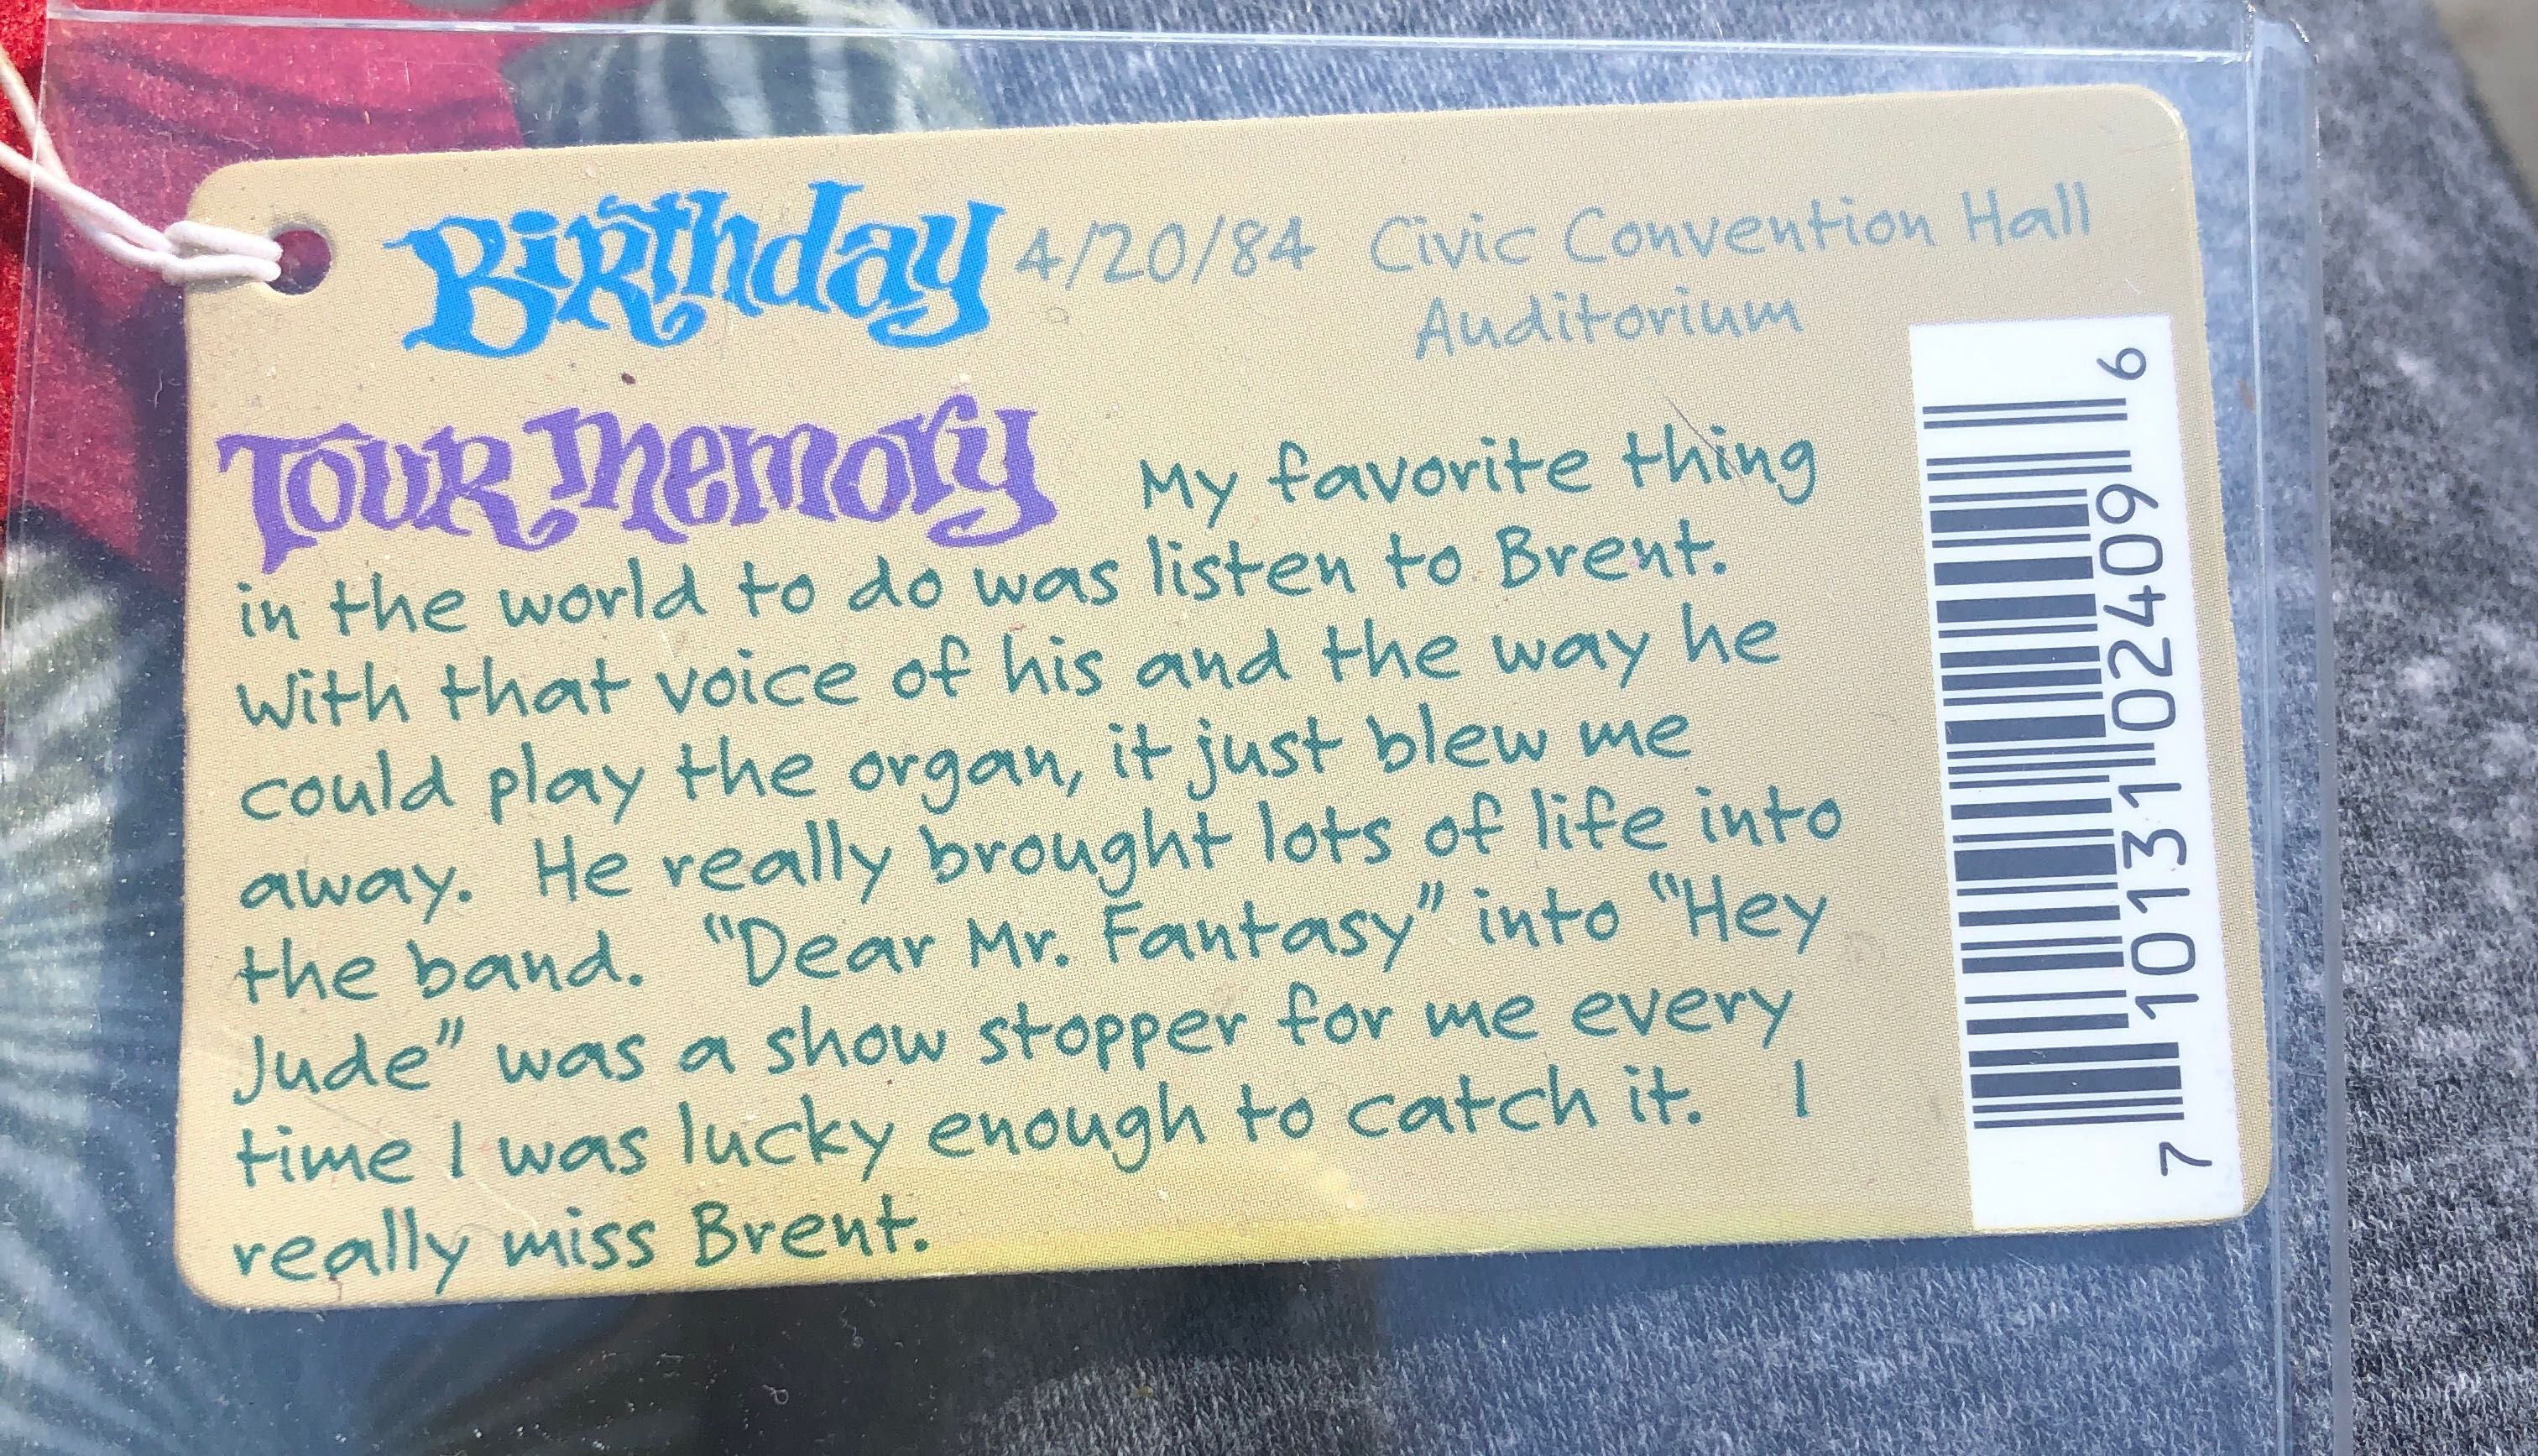 Birthday 4/20/84 Civic Convention Hall
Auditorium
Tour Memory My favorite thing
in the world to do was listen to Brent.
With that voice of his and the way he
could play the organ, it just blew me
away. He really brought lots of life into
the band. "Dear Mr. Fantasy" into "Hey
Jude" was a show stopper for me every
time I was lucky enough to catch it. I
really miss Brent.
7 10131 02409 6